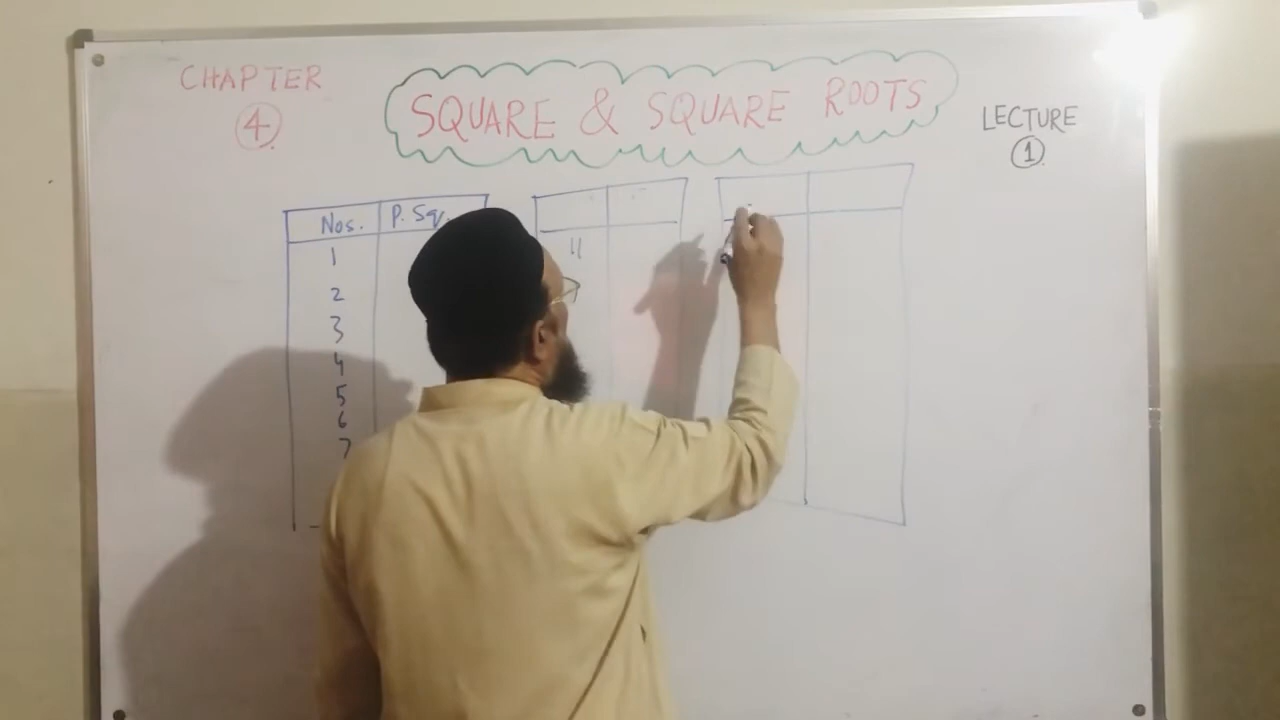 CHAPTER
4.
SQUARE & SQUARE ROOTS
LECTURE
1
Nos. P. Sq.
1
11
2
3
4
5
6
7